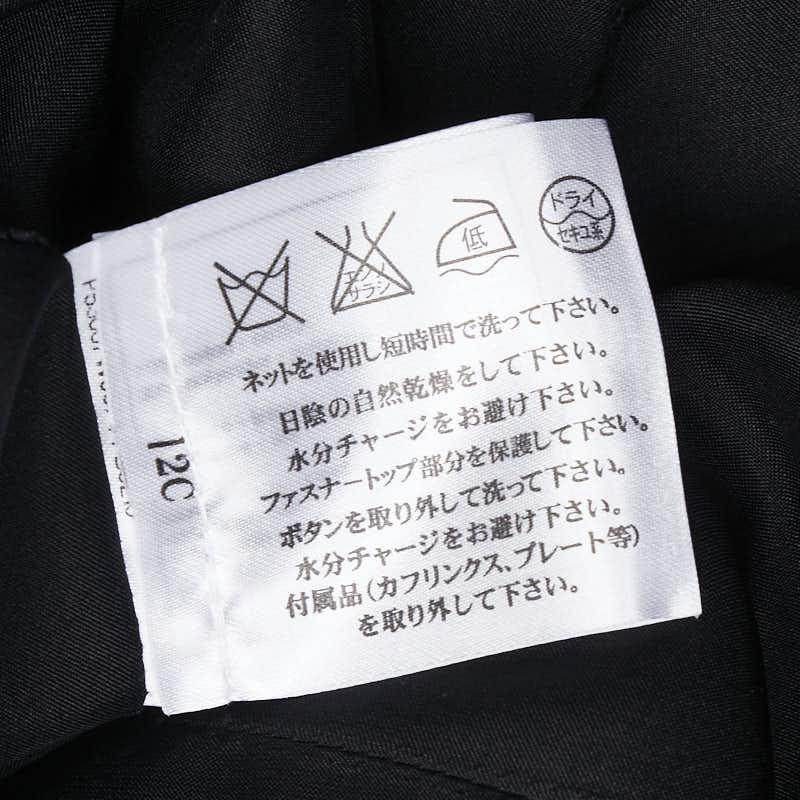 エンソ
サラシ
低
ドライ
セキユ系
ネットを使用し短時間で洗って下さい。
日陰の自然乾燥をして下さい。
水分チャージをお避け下さい。
ファスナートップ部分を保護して下さい。
ボタンを取り外して洗って下さい。
水分チャージをお避け下さい。
付属品（カフリンクス、プレート等）
を取り外して下さい。
12C